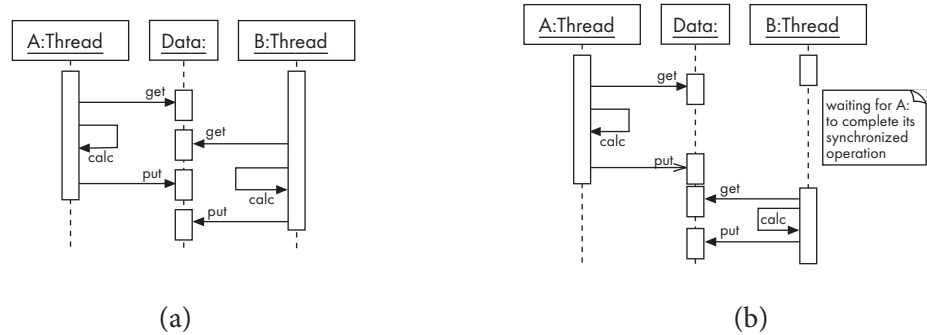 A:Thread
Data:
B:Thread
get
get
calc
calc
put
put
(a)
A:Thread
Data:
B:Thread
get
calc
put
get
calc
put
waiting for A:
to complete its
synchronized
operation
(b)